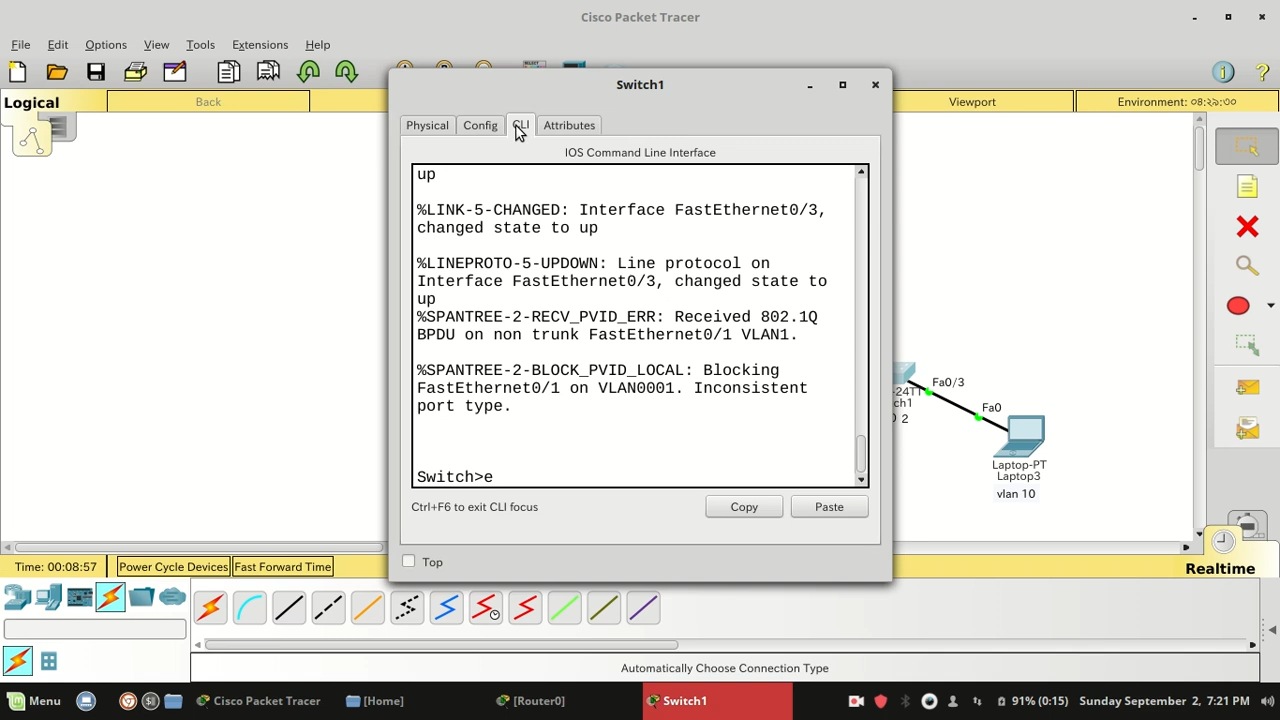 Cisco Packet Tracer
File Edit Options View Tools Extensions Help
Logical
Back
Viewport
Environment: ০৪:২৯:৩০
Switch1
Physical Config CLI Attributes
IOS Command Line Interface
up
%LINK-5-CHANGED: Interface FastEthernet0/3,
changed state to up
%LINEPROTO-5-UPDOWN: Line protocol on
Interface FastEthernet0/3, changed state to
up
%SPANTREE-2-RECV_PVID_ERR: Received 802.1Q
BPDU on non trunk FastEthernet0/1 VLAN1.
%SPANTREE-2-BLOCK_PVID_LOCAL: Blocking
FastEthernet0/1 on VLAN0001. Inconsistent
port type.
Switch>e
Ctrl+F6 to exit CLI focus
Copy
Paste
Top
Fa0/3
-24TT
ch1
2
Fa0
Laptop-PT
Laptop3
vlan 10
Time: 00:08:57
Power Cycle Devices
Fast Forward Time
Realtime
Automatically Choose Connection Type
Menu
Cisco Packet Tracer
[Home]
[Router0]
Switch1
91% (0:15)
Sunday September 2, 7:21 PM